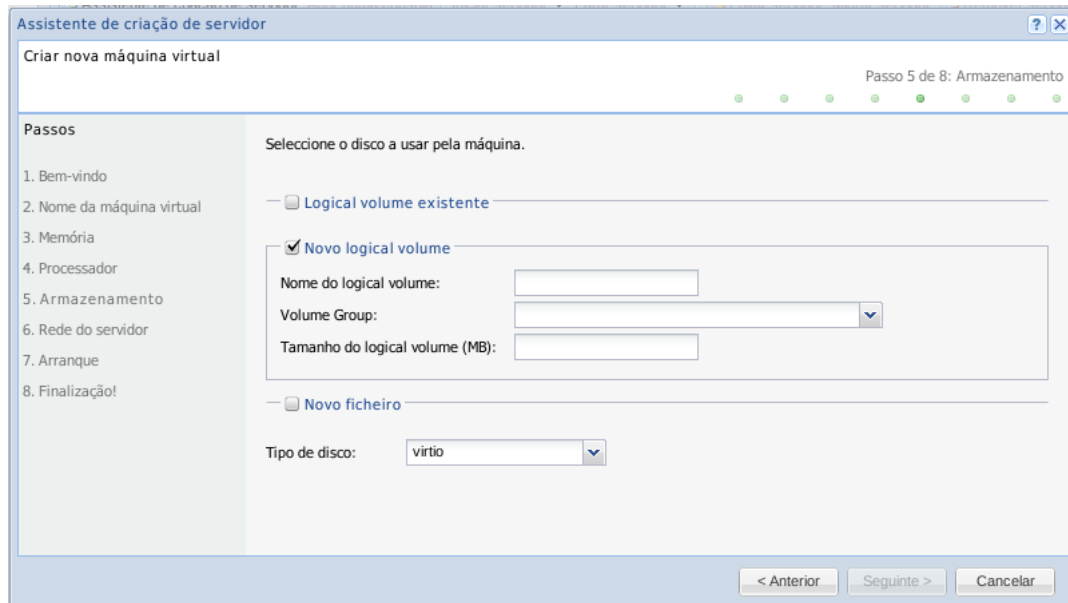 Assistente de criação de servidor
Criar nova máquina virtual
Passo 5 de 8: Armazenamento
Passos
1. Bem-vindo
2. Nome da máquina virtual
3. Memória
4. Processador
5. Armazenamento
6. Rede do servidor
7. Arranque
8. Finalização!
Seleccione o disco a usar pela máquina.
Logical volume existente
Novo logical volume
Nome do logical volume:
Volume Group:
Tamanho do logical volume (MB):
Novo ficheiro
Tipo de disco: virtio
< Anterior Seguinte > Cancelar